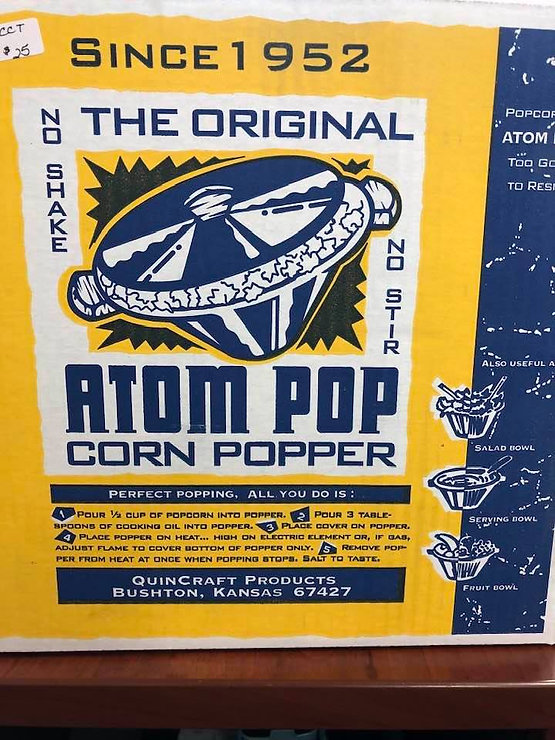 CCT
$25
SINCE 1952
NO SHAKE
THE ORIGINAL
NO STIR
ATOM POP
CORN POPPER
PERFECT POPPING, ALL YOU DO IS:
1 POUR ½ CUP OF POPCORN INTO POPPER. 2 POUR 3 TABLE-
SPOONS OF COOKING OIL INTO POPPER. 3 PLACE COVER ON POPPER.
4 PLACE POPPER ON HEAT... HIGH ON ELECTRIC ELEMENT OR, IF GAS,
ADJUST FLAME TO COVER BOTTOM OF POPPER ONLY. 5 REMOVE POP-
PER FROM HEAT AT ONCE WHEN POPPING STOPS. SALT TO TASTE.
QUINCRAFT PRODUCTS
BUSHTON, KANSAS 67427
ATOM
TOO
TO
ALSO USEFUL
SALAD BOWL
SERVING BOWL
FRUIT BOWL